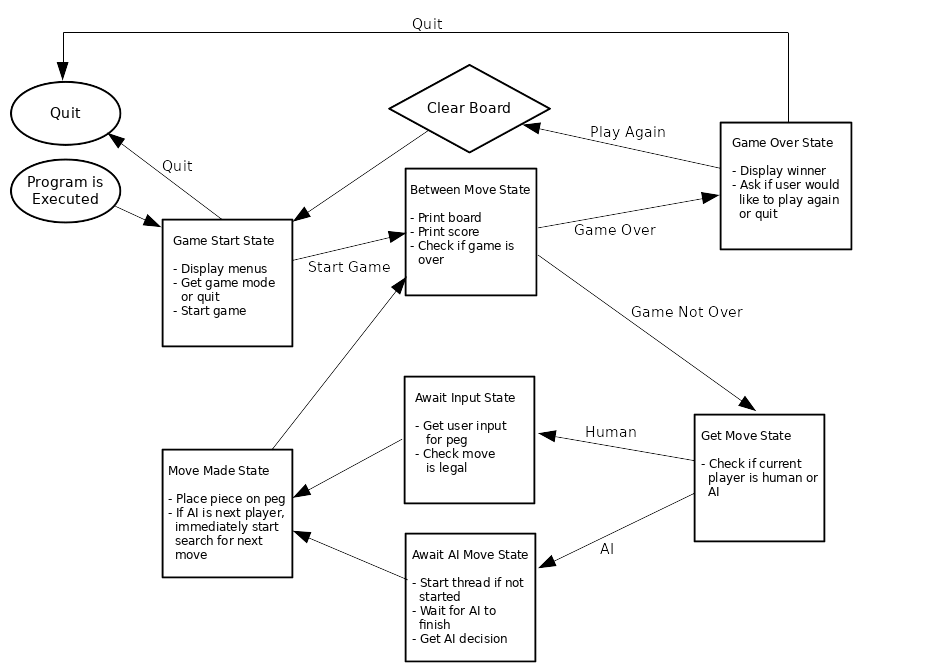 Quit
Quit
Clear Board
Play Again
Game Over State
- Display winner
- Ask if user would
like to play again
or quit
Quit
Program is
Executed
Between Move State
- Print board
- Print score
- Check if game is
over
Game Over
Game Start State
- Display menus
- Get game mode
or quit
- Start game
Start Game
Game Not Over
Await Input State
- Get user input
for peg
- Check move
is legal
Human
Get Move State
- Check if current
player is human or
AI
Move Made State
- Place piece on peg
- If AI is next player,
immediately start
search for next
move
AI
Await AI Move State
- Start thread if not
started
- Wait for AI to
finish
- Get AI decision